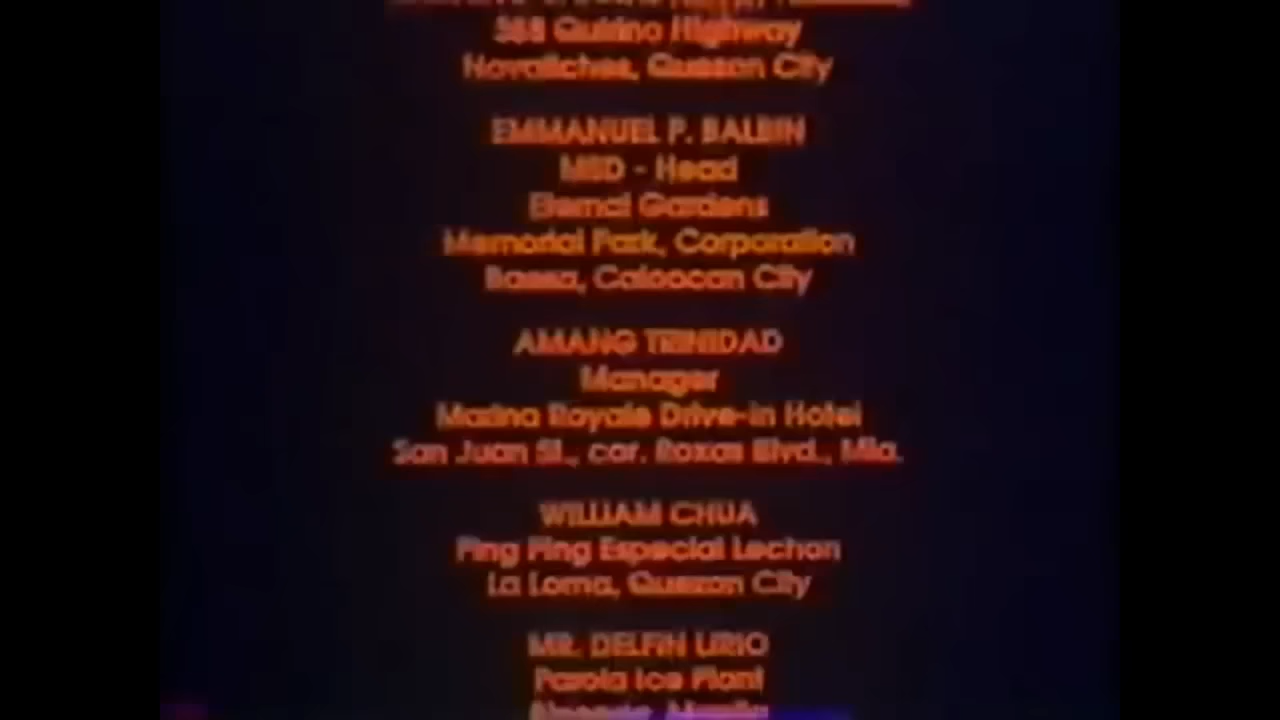 388 Quirino Highway
Novaliches, Quezon City
EMMANUEL P. BALBIN
MSD - Head
Eternal Gardens
Memorial Park, Corporation
Baesa, Caloocan City
AMANG TRINIDAD
Manager
Marina Royale Drive-in Hotel
San Juan St., cor. Roxas Blvd., Mla.
WILLIAM CHUA
Ping Ping Especial Lechon
La Loma, Quezon City
MR. DELFIN LIRIO
Parola Ice Plant